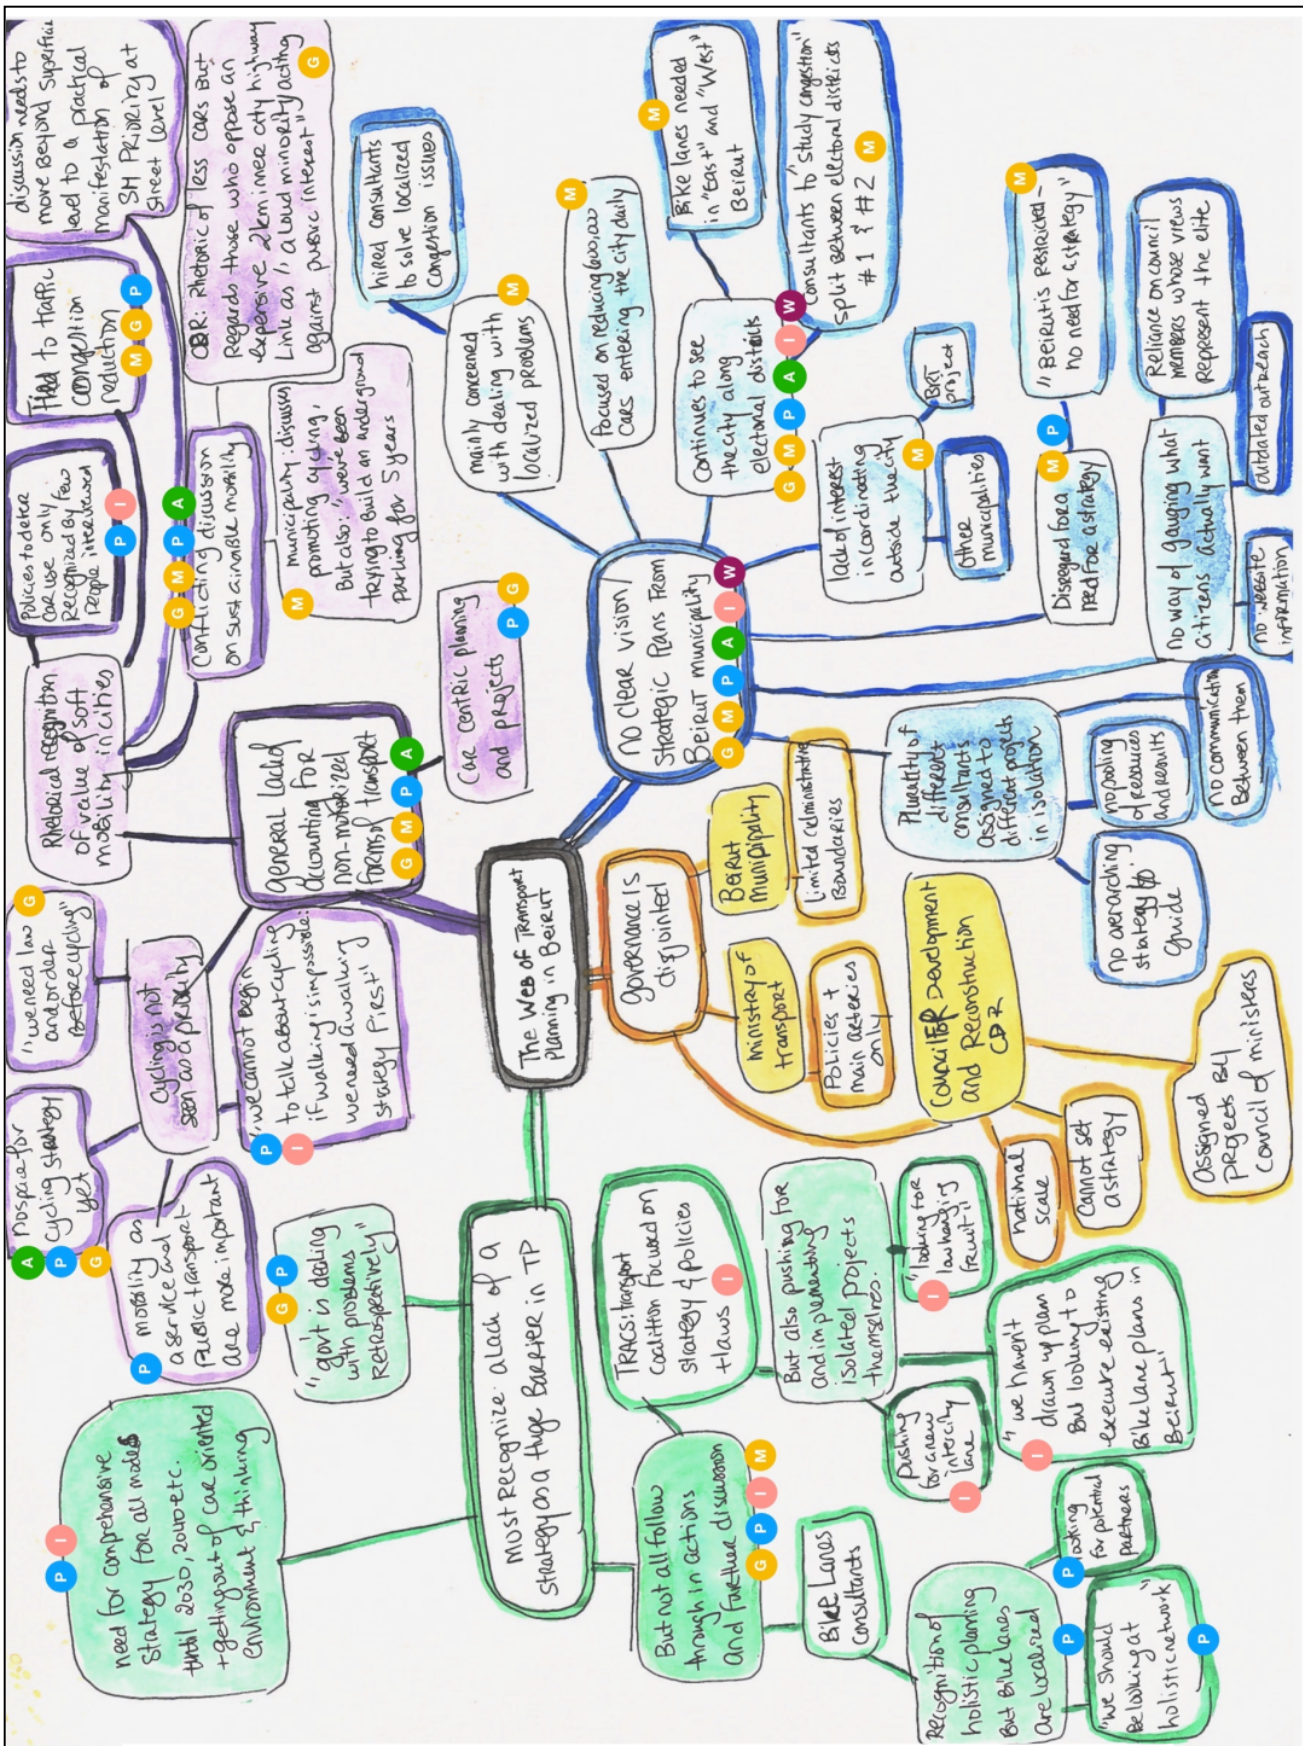 The Web of Transport
Planning in Beirut
Must Recognize: a Lack of a
strategy as a Huge Barrier in TP
need for comprehensive
strategy for all modes
until 2030, 2040 etc.
+ getting out of car oriented
environment & thinking
P
I
"gov't is dealing
with problems
retrospectively"
G
P
But not all follow
through in actions
and further discussion
G
P
I
M
TRACS: transport
coalition focused on
strategy & policies
+ laws
I
But also pushing for
and implementing
isolated projects
themselves:
"looking for
low hanging
fruit"
I
pushing
for a new
intercity
lane
I
"we haven't
drawn up plan
But looking to
execute existing
Bike lane plans in
Beirut"
I
Bike Lanes
Consultants
Recognition of
holistic planning
But Bike lanes
are localized
P
looking
for potential
partners
P
"we should
Be looking at
holistic network"
P
General Lack
accounting for
non-motorized
forms of transport
G
M
P
A
Cycling is not
seen as a priority
"we need law
and order
Before cycling"
G
no space for
cycling strategy
yet
A
P
G
mobility as
a service and
Public transport
are more important
P
"we cannot Begin
to talk about cycling
if walking is impossible:
we need a walking
strategy first"
P
I
Car centric planning
and projects
P
G
Rhetorical recognition
of value of soft
mobility in cities
Policies to deter
car use only
Recognized By few
People interviewed
P
I
Tied to traffic
congestion
reduction
M
G
P
discussion needs to
move Beyond superficial
level to a practical
manifestation of
SM PRIORITY at
street level
Conflicting discussion
on sustainable mobility
G
M
P
A
CDR: Rhetoric of less cars But
Regards those who oppose an
expensive 2km inner city highway
Link as "a loud minority acting
against public interest"
G
municipality: discusses
promoting cycling,
But also: "we've been
trying to Build an underground
parking for 5 years
M
no clear vision/
strategic Plans From
Beirut municipality
G
M
P
A
I
W
mainly concerned
with dealing with
localized problems
M
hired consultants
to solve localized
congestion issues
Focused on reducing 600,000
cars entering the city daily
M
Continues to see
the city along
electoral districts
G
M
P
A
I
W
Bike lanes needed
in "East" and "West"
Beirut
M
Consultants to "study congestion"
split Between electoral districts
#1 & #2
M
lack of interest
in coordinating
outside the city
M
BRT
project
other
municipalities
Disregard for a
need for a strategy
M
P
"BEIRUT IS RESTRICTED -
no need for a strategy"
M
no way of gauging what
citizens actually want
Reliance on council
members whose views
Represent the elite
outdated outreach
no website
information
Plurality of
different
consultants
assigned to
different projects
in isolation
no overarching
strategy to
guide
no pooling
of resources
and results
no communication
Between them
Governance is
disjointed
Beirut
Municipality
Limited administrative
Boundaries
ministry of
transport
Policies +
main arteries
only
Council FOR Development
and Reconstruction
CDR
national
scale
cannot set
a strategy
assigned
projects By
Council of ministers